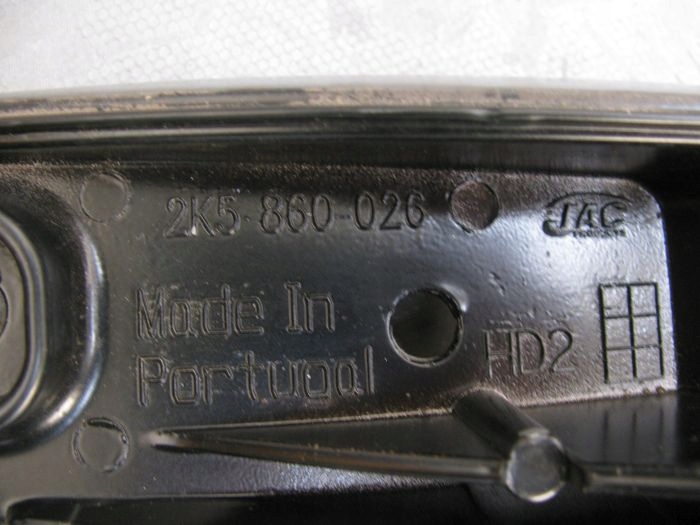 2K5-860-026
JAC
Made In
Portugal
HD2